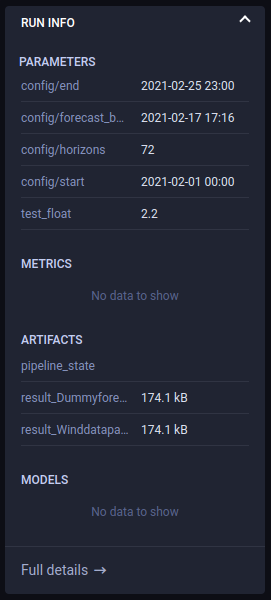 RUN INFO
PARAMETERS
config/end 2021-02-25 23:00
config/forecast_b... 2021-02-17 17:16
config/horizons 72
config/start 2021-02-01 00:00
test_float 2.2
METRICS
No data to show
ARTIFACTS
pipeline_state
result_Dummyfore... 174.1 kB
result_Winddatapa... 174.1 kB
MODELS
No data to show
Full details →